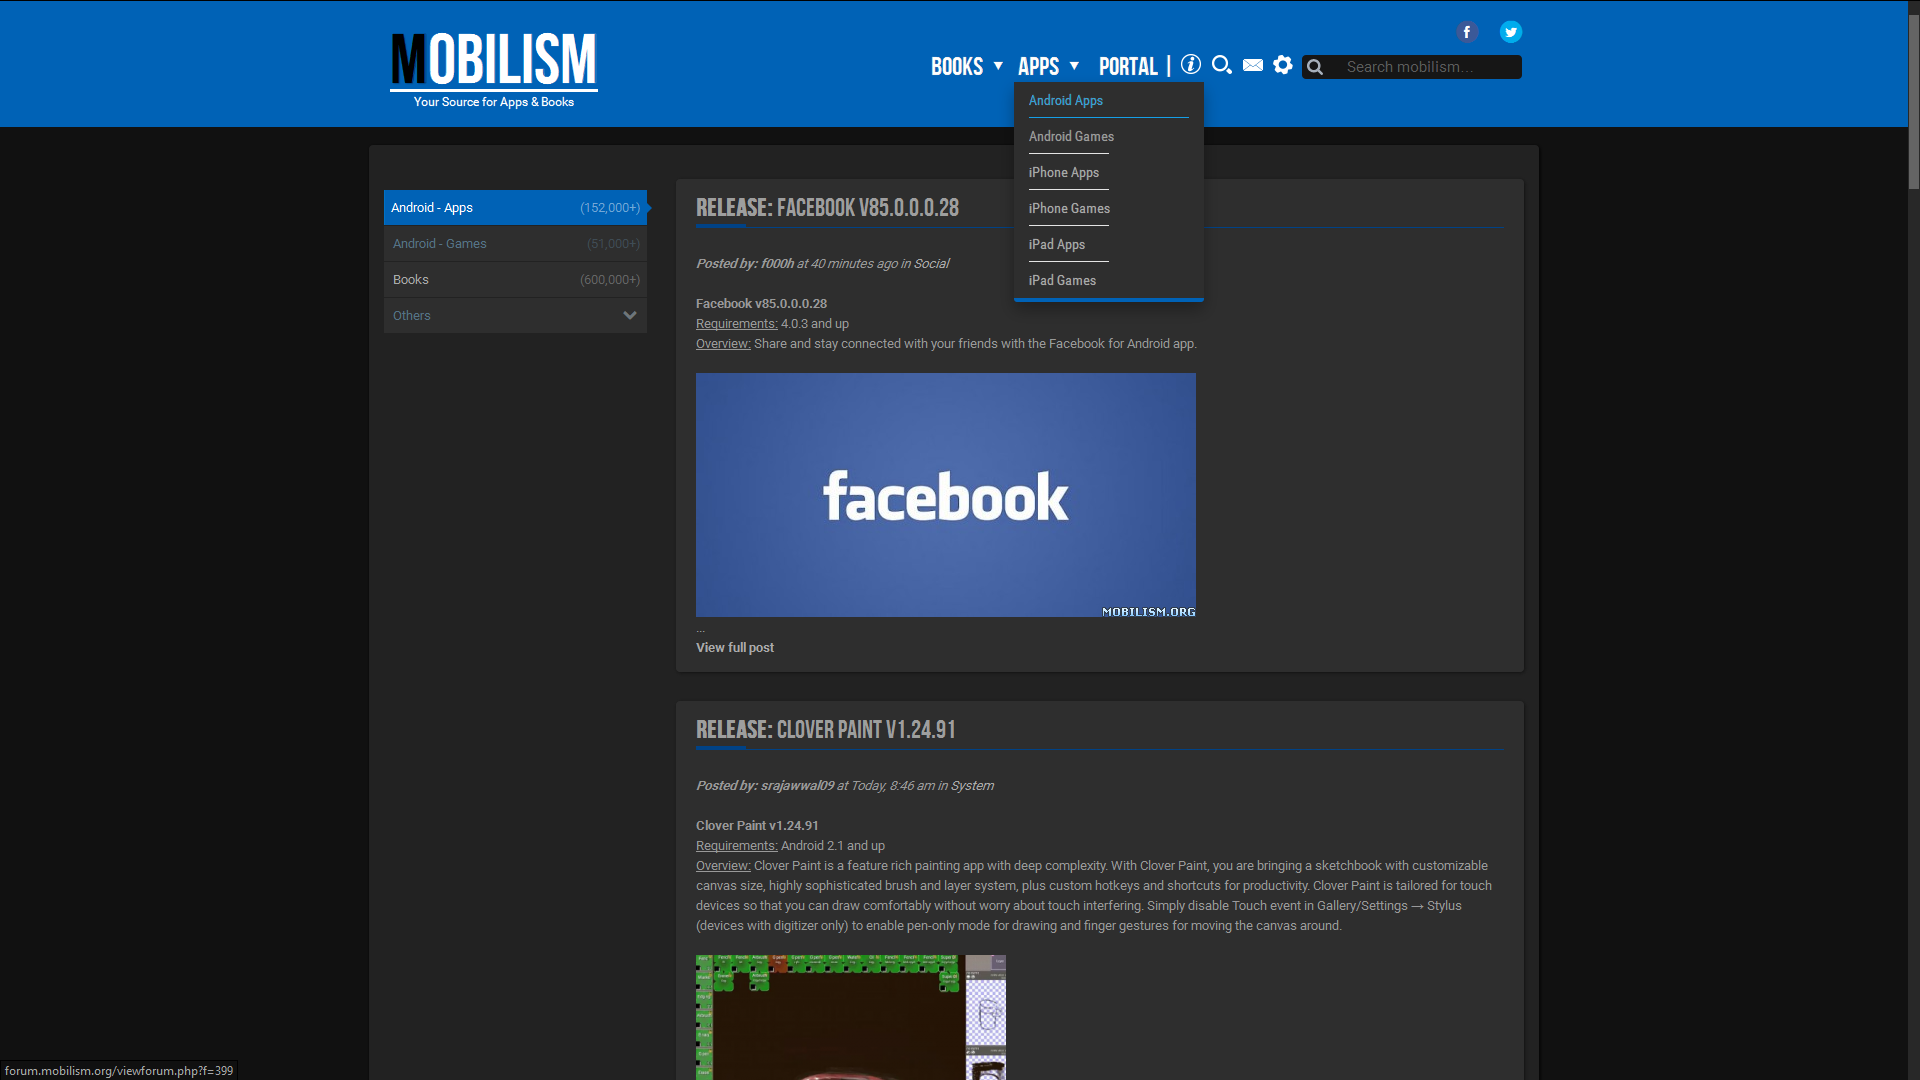 MOBILISM
Your Source for Apps & Books
BOOKS APPS PORTAL |
Search mobilism...
Android Apps
Android Games
iPhone Apps
iPhone Games
iPad Apps
iPad Games
Android - Apps (152,000+)
Android - Games (51,000+)
Books (600,000+)
Others
RELEASE: FACEBOOK V85.0.0.0.28
Posted by: f000h at 40 minutes ago in Social
Facebook v85.0.0.0.28
Requirements: 4.0.3 and up
Overview: Share and stay connected with your friends with the Facebook for Android app.
facebook
MOBILISM.ORG
...
View full post
RELEASE: CLOVER PAINT V1.24.91
Posted by: srajawwal09 at Today, 8:46 am in System
Clover Paint v1.24.91
Requirements: Android 2.1 and up
Overview: Clover Paint is a feature rich painting app with deep complexity. With Clover Paint, you are bringing a sketchbook with customizable
canvas size, highly sophisticated brush and layer system, plus custom hotkeys and shortcuts for productivity. Clover Paint is tailored for touch
devices so that you can draw comfortably without worry about touch interfering. Simply disable Touch event in Gallery/Settings → Stylus
(devices with digitizer only) to enable pen-only mode for drawing and finger gestures for moving the canvas around.
forum.mobilism.org/viewforum.php?f=399